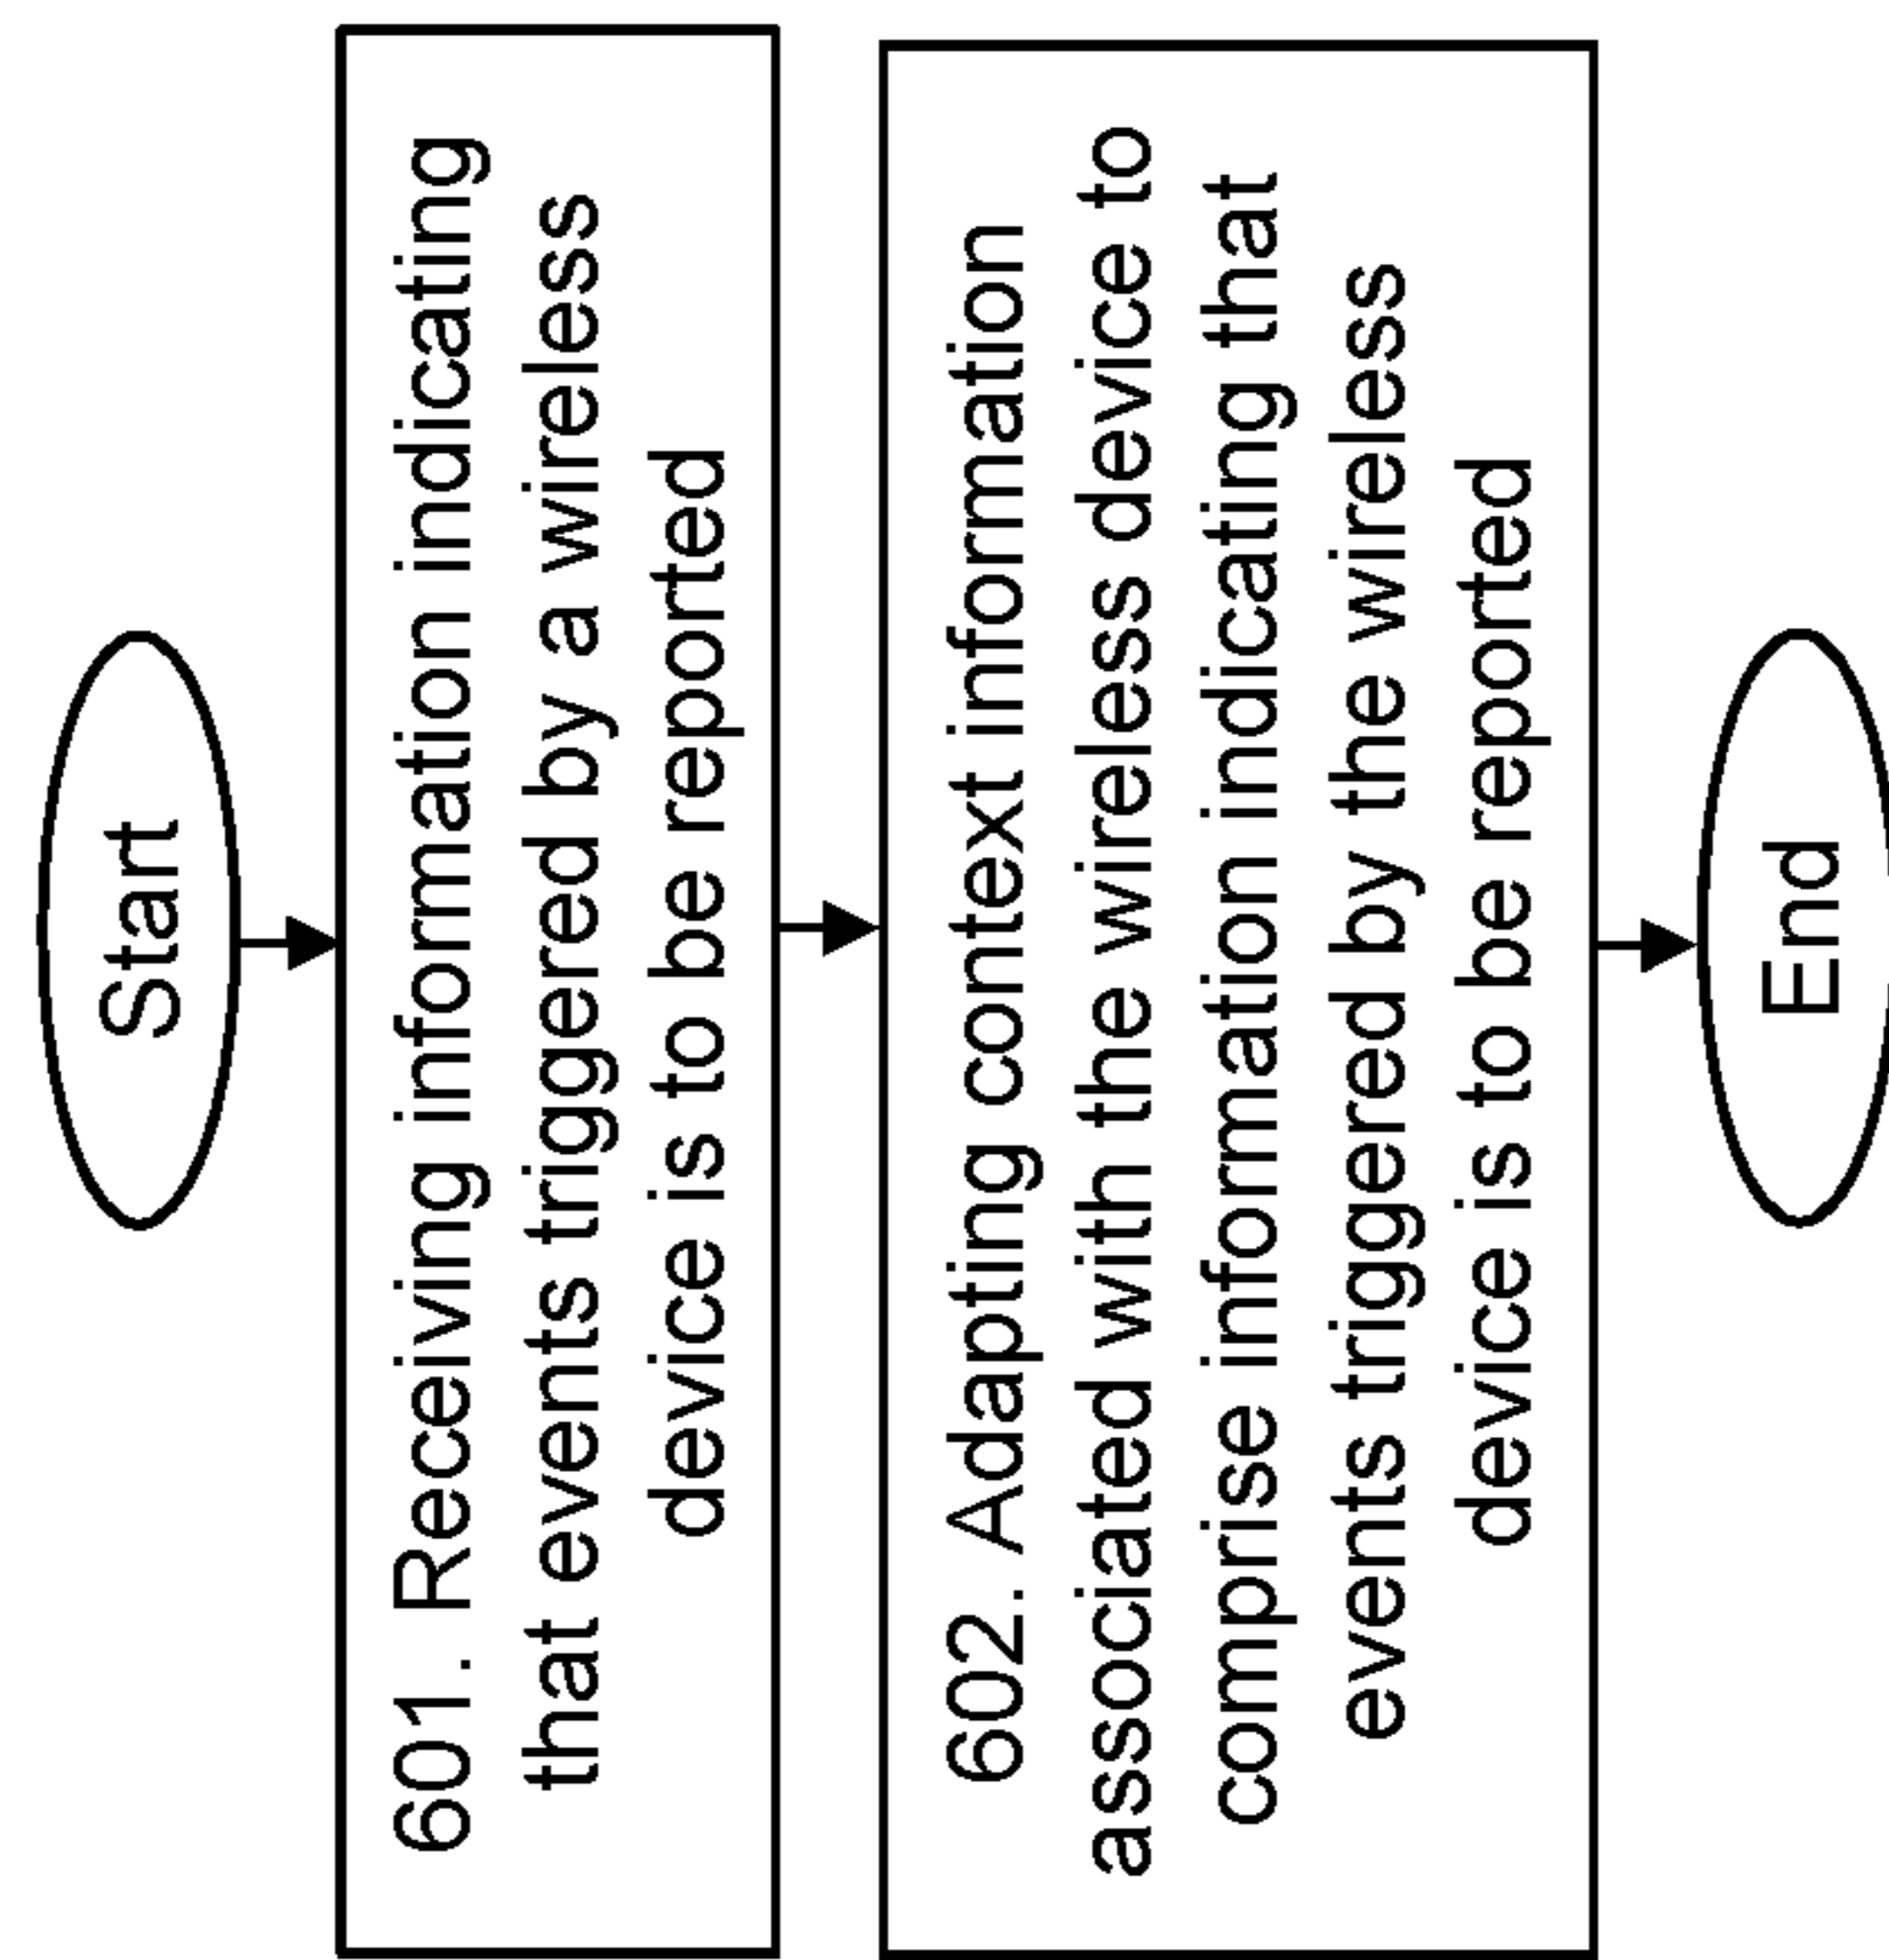 Start
601. Receiving information indicating
that events triggered by a wireless
device is to be reported
602. Adapting context information
associated with the wireless device to
comprise information indicating that
events triggered by the wireless
device is to be reported
End